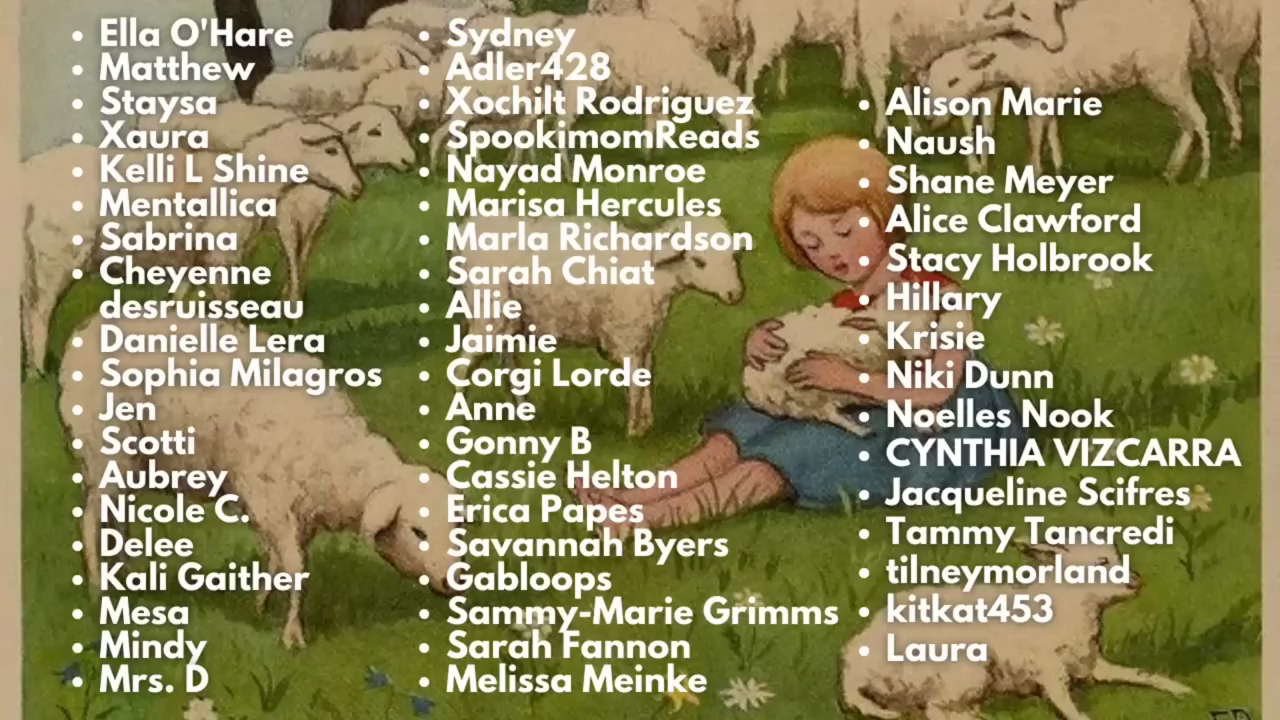 Ella O'Hare
Matthew
Staysa
Xaura
Kelli L Shine
Mentallica
Sabrina
Cheyenne
desruisseau
Danielle Lera
Sophia Milagros
Jen
Scotti
Aubrey
Nicole C.
Delee
Kali Gaither
Mesa
Mindy
Mrs. D
Sydney
Adler428
Xochilt Rodriguez
SpookimomReads
Nayad Monroe
Marisa Hercules
Marla Richardson
Sarah Chiat
Allie
Jaimie
Corgi Lorde
Anne
Gonny B
Cassie Helton
Erica Papes
Savannah Byers
Gabloops
Sammy-Marie Grimms
Sarah Fannon
Melissa Meinke
Alison Marie
Naush
Shane Meyer
Alice Clawford
Stacy Holbrook
Hillary
Krisie
Niki Dunn
Noelles Nook
CYNTHIA VIZCARRA
Jacqueline Scifres
Tammy Tancredi
tilneymorland
kitkat453
Laura